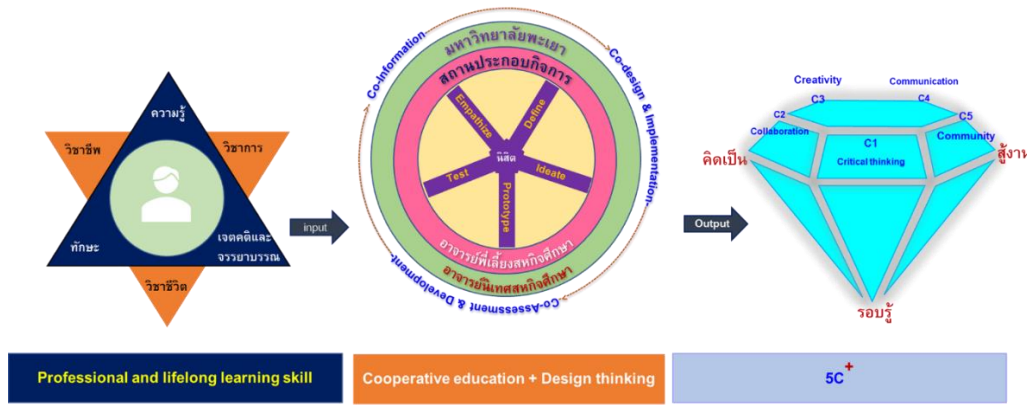 ความรู้
วิชาชีพ
วิชาการ
ทักษะ
เจตคติและ
จรรยาบรรณ
วิชาชีวิต
input
Co-Information
Co-design & Implementation
Co-Assessment & Development
มหาวิทยาลัยพะเยา
สถานประกอบกิจการ
Empathize
Define
นิสิต
Ideate
Prototype
Test
อาจารย์พี่เลี้ยงสหกิจศึกษา
อาจารย์นิเทศสหกิจศึกษา
Output
Creativity
Communication
C3
C4
C2
C5
Collaboration
Community
C1
Critical thinking
คิดเป็น
สู้งาน
รอบรู้
Professional and lifelong learning skill
Cooperative education + Design thinking
5C+